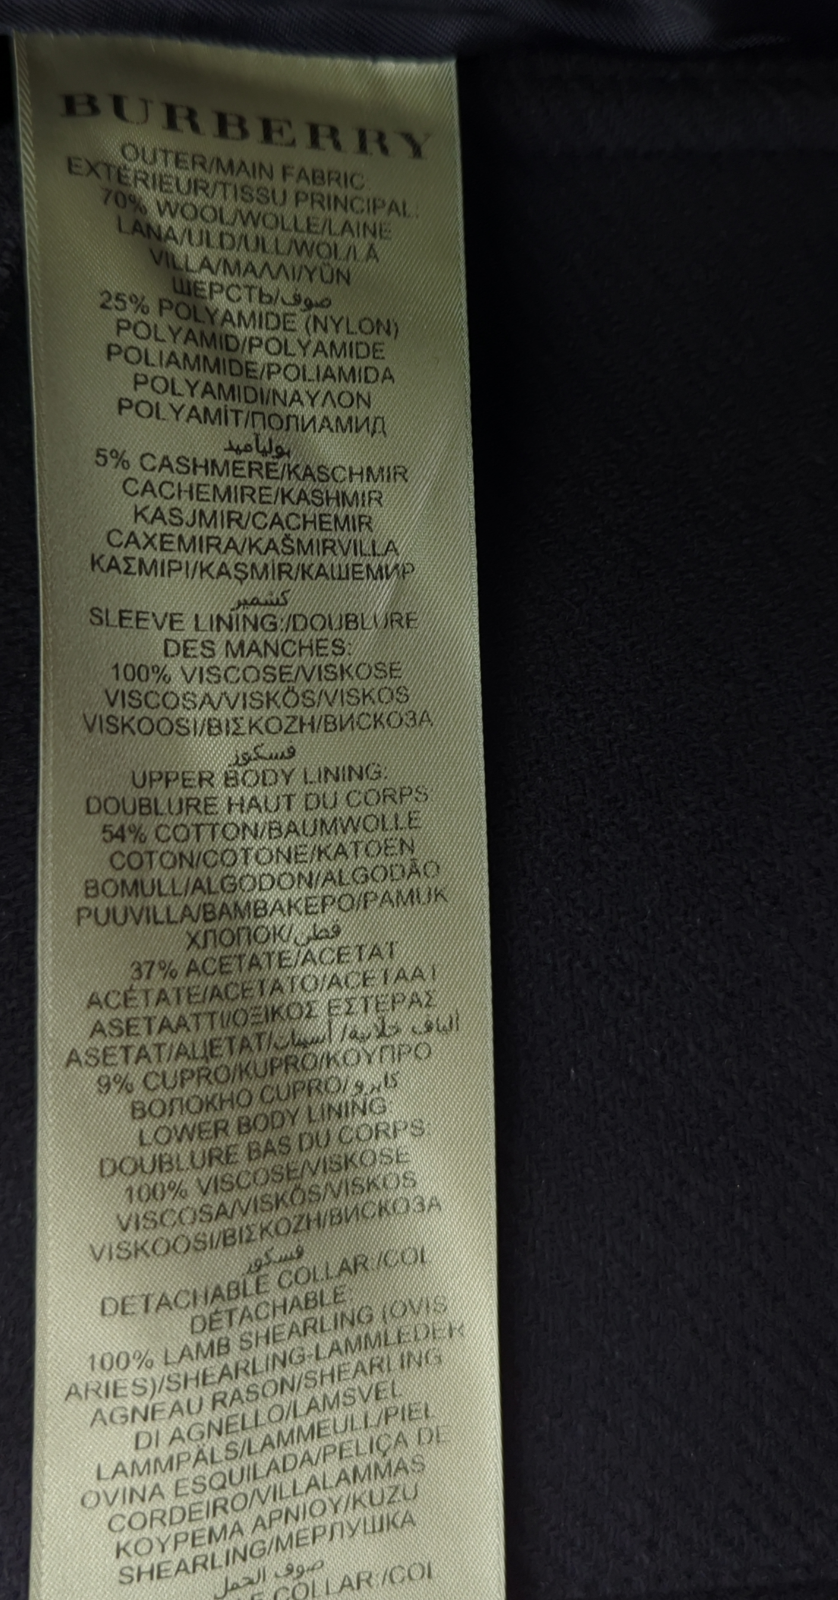 BURBERRY
OUTER/MAIN FABRIC
EXTÉRIEUR/TISSU PRINCIPAL:
70% WOOL/WOLLE/LAINE
LANA/ULD/ULL/WOL/LÃ
VILLA/ΜΑΛΛΙ/YÜN
ШЕРСТЬ/صوف
25% POLYAMIDE (NYLON)
POLYAMID/POLYAMIDE
POLIAMMIDE/POLIAMIDA
POLYAMIDI/ΝΑΥΛΟΝ
POLYAMİT/ПОЛИАМИД
بوليآميد
5% CASHMERE/KASCHMIR
CACHEMIRE/KASHMIR
KASJMIR/CACHEMIR
CAXEMIRA/KAŠMIRVILLA
ΚΑΣΜΙΡΙ/KAŞMİR/КАШЕМИР
كشمير
SLEEVE LINING:/DOUBLURE
DES MANCHES:
100% VISCOSE/VISKOSE
VISCOSA/VISKÖS/VISKOS
VISKOOSI/ΒΙΣΚΟΖΗ/ВИСКОЗА
فسكوز
UPPER BODY LINING:
DOUBLURE HAUT DU CORPS:
54% COTTON/BAUMWOLLE
COTON/COTONE/KATOEN
BOMULL/ALGODON/ALGODÃO
PUUVILLA/ΒΑΜΒΑΚΕΡΟ/PAMUK
ХЛОПОК/قطن
37% ACETATE/ACETAT
ACÉTATE/ACETATO/ACETAAT
ASETAATTI/ΟΞΙΚΟΣ ΕΣΤΕΡΑΣ
ASETAT/АЦЕТАТ/ألياف خلّانية / أسيتات
9% CUPRO/KUPRO/ΚΟΥΠΡΟ
ВОЛОКНО CUPRO/كابرو
LOWER BODY LINING:
DOUBLURE BAS DU CORPS:
100% VISCOSE/VISKOSE
VISCOSA/VISKÖS/VISKOS
VISKOOSI/ΒΙΣΚΟΖΗ/ВИСКОЗА
فسكوز
DETACHABLE COLLAR:/COL
DÉTACHABLE:
100% LAMB SHEARLING (OVIS
ARIES)/SHEARLING-LAMMLEDER
AGNEAU RASON/SHEARLING
DI AGNELLO/LAMSVEL
LAMMPÄLS/LAMMEULL/PIEL
OVINA ESQUILADA/PELIÇA DE
CORDEIRO/VILLALAMMAS
ΚΟΥΡΕΜΑ ΑΡΝΙΟΥ/KUZU
SHEARLING/МЕРЛУШКА
صوف الحمل
COLLAR:/COL